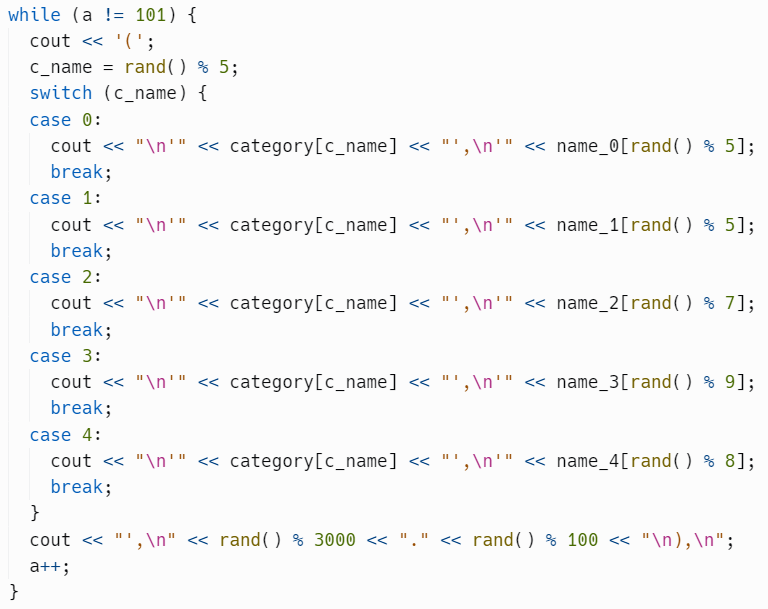 while (a != 101) {
  cout << '(';
  c_name = rand() % 5;
  switch (c_name) {
  case 0:
    cout << "\n'" << category[c_name] << "',\n'" << name_0[rand() % 5];
    break;
  case 1:
    cout << "\n'" << category[c_name] << "',\n'" << name_1[rand() % 5];
    break;
  case 2:
    cout << "\n'" << category[c_name] << "',\n'" << name_2[rand() % 7];
    break;
  case 3:
    cout << "\n'" << category[c_name] << "',\n'" << name_3[rand() % 9];
    break;
  case 4:
    cout << "\n'" << category[c_name] << "',\n'" << name_4[rand() % 8];
    break;
  }
  cout << "',\n" << rand() % 3000 << "." << rand() % 100 << "\n),\n";
  a++;
}